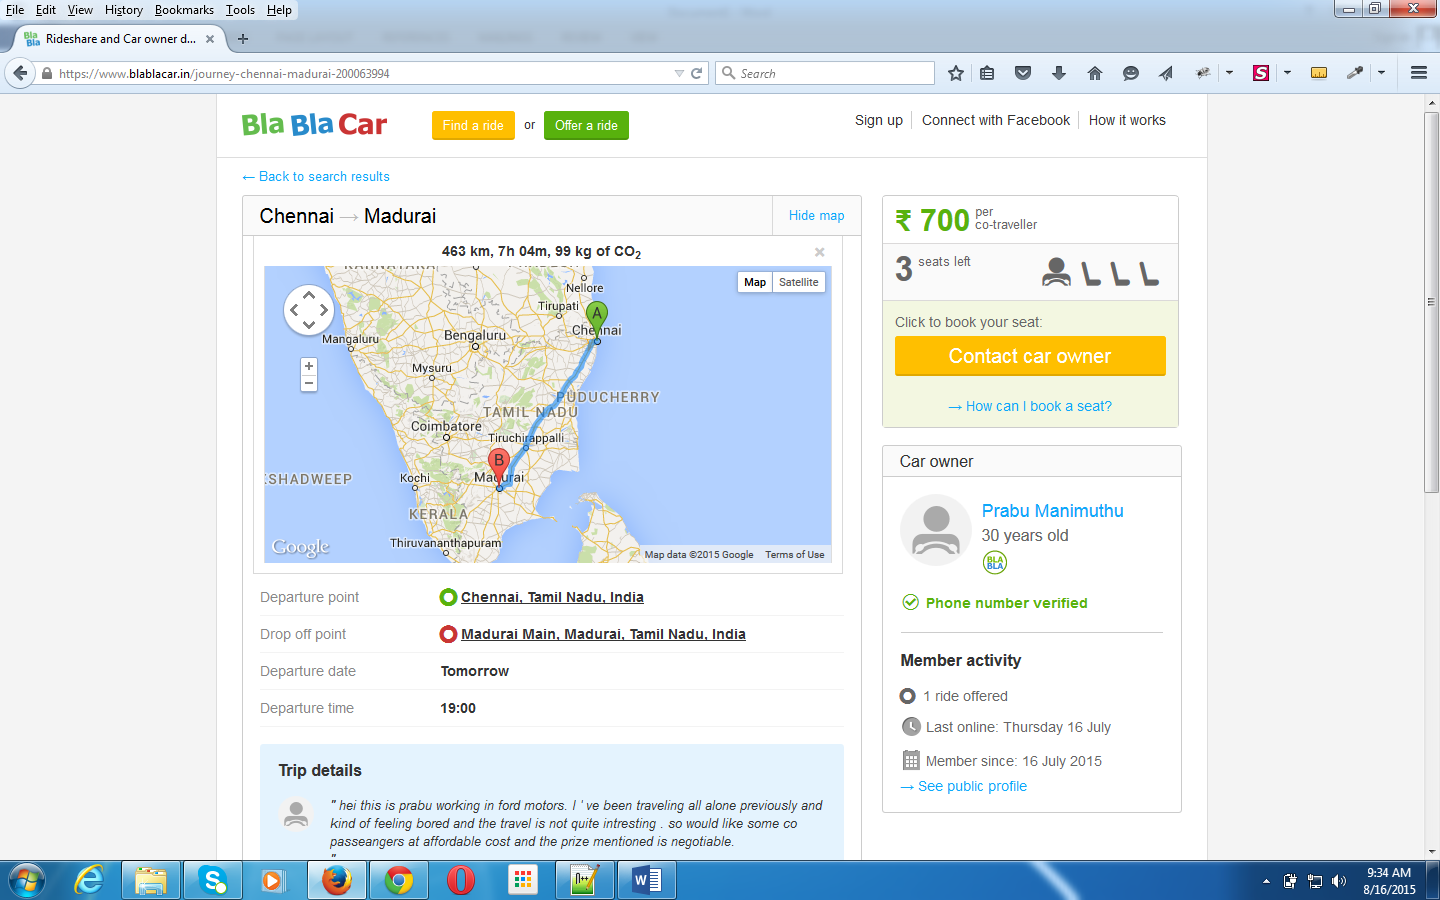 File Edit View History Bookmarks Tools Help
Bla Bla Rideshare and Car owner d...
https://www.blablacar.in/journey-chennai-madurai-200063994
Search
S
Bla Bla Car
Find a ride or Offer a ride
Sign up Connect with Facebook How it works
← Back to search results
Chennai → Madurai
Hide map
463 km, 7h 04m, 99 kg of CO2
Map Satellite
Nellore
Tirupati
A
Chennai
Bengaluru
Mangaluru
Mysuru
PUDUCHERRY
TAMIL NADU
Coimbatore
Tiruchirappalli
B
Madurai
Kochi
KSHADWEEP
KERALA
Thiruvananthapuram
Google
Map data ©2015 Google Terms of Use
Departure point Chennai, Tamil Nadu, India
Drop off point Madurai Main, Madurai, Tamil Nadu, India
Departure date Tomorrow
Departure time 19:00
Trip details
" hei this is prabu working in ford motors. I ' ve been traveling all alone previously and
kind of feeling bored and the travel is not quite intresting . so would like some co
passeangers at affordable cost and the prize mentioned is negotiable.
"
₹ 700 per
co-traveller
3 seats left
Click to book your seat:
Contact car owner
→ How can I book a seat?
Car owner
Prabu Manimuthu
30 years old
BLA
BLA
Phone number verified
Member activity
1 ride offered
Last online: Thursday 16 July
Member since: 16 July 2015
→ See public profile
9:34 AM
8/16/2015